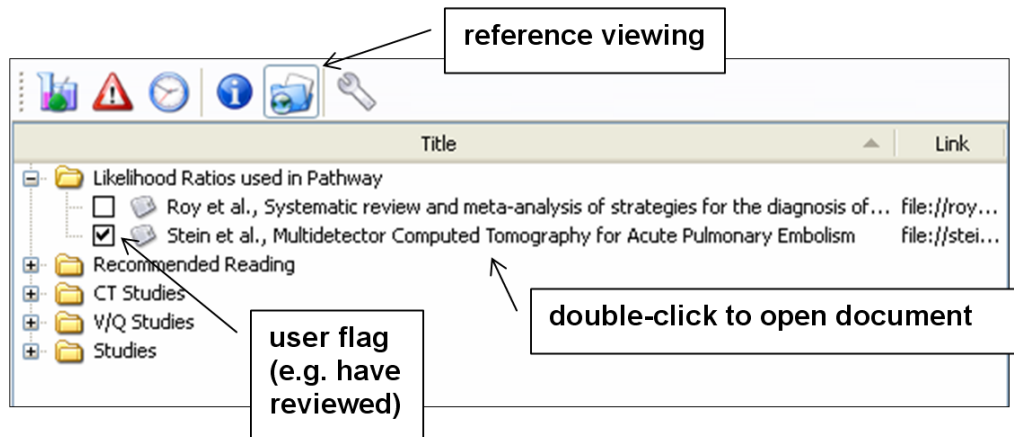 reference viewing
Title
Link
Likelihood Ratios used in Pathway
Roy et al., Systematic review and meta-analysis of strategies for the diagnosis of... file://roy...
Stein et al., Multidetector Computed Tomography for Acute Pulmonary Embolism file://stei...
Recommended Reading
CT Studies
V/Q Studies
Studies
double-click to open document
user flag
(e.g. have
reviewed)